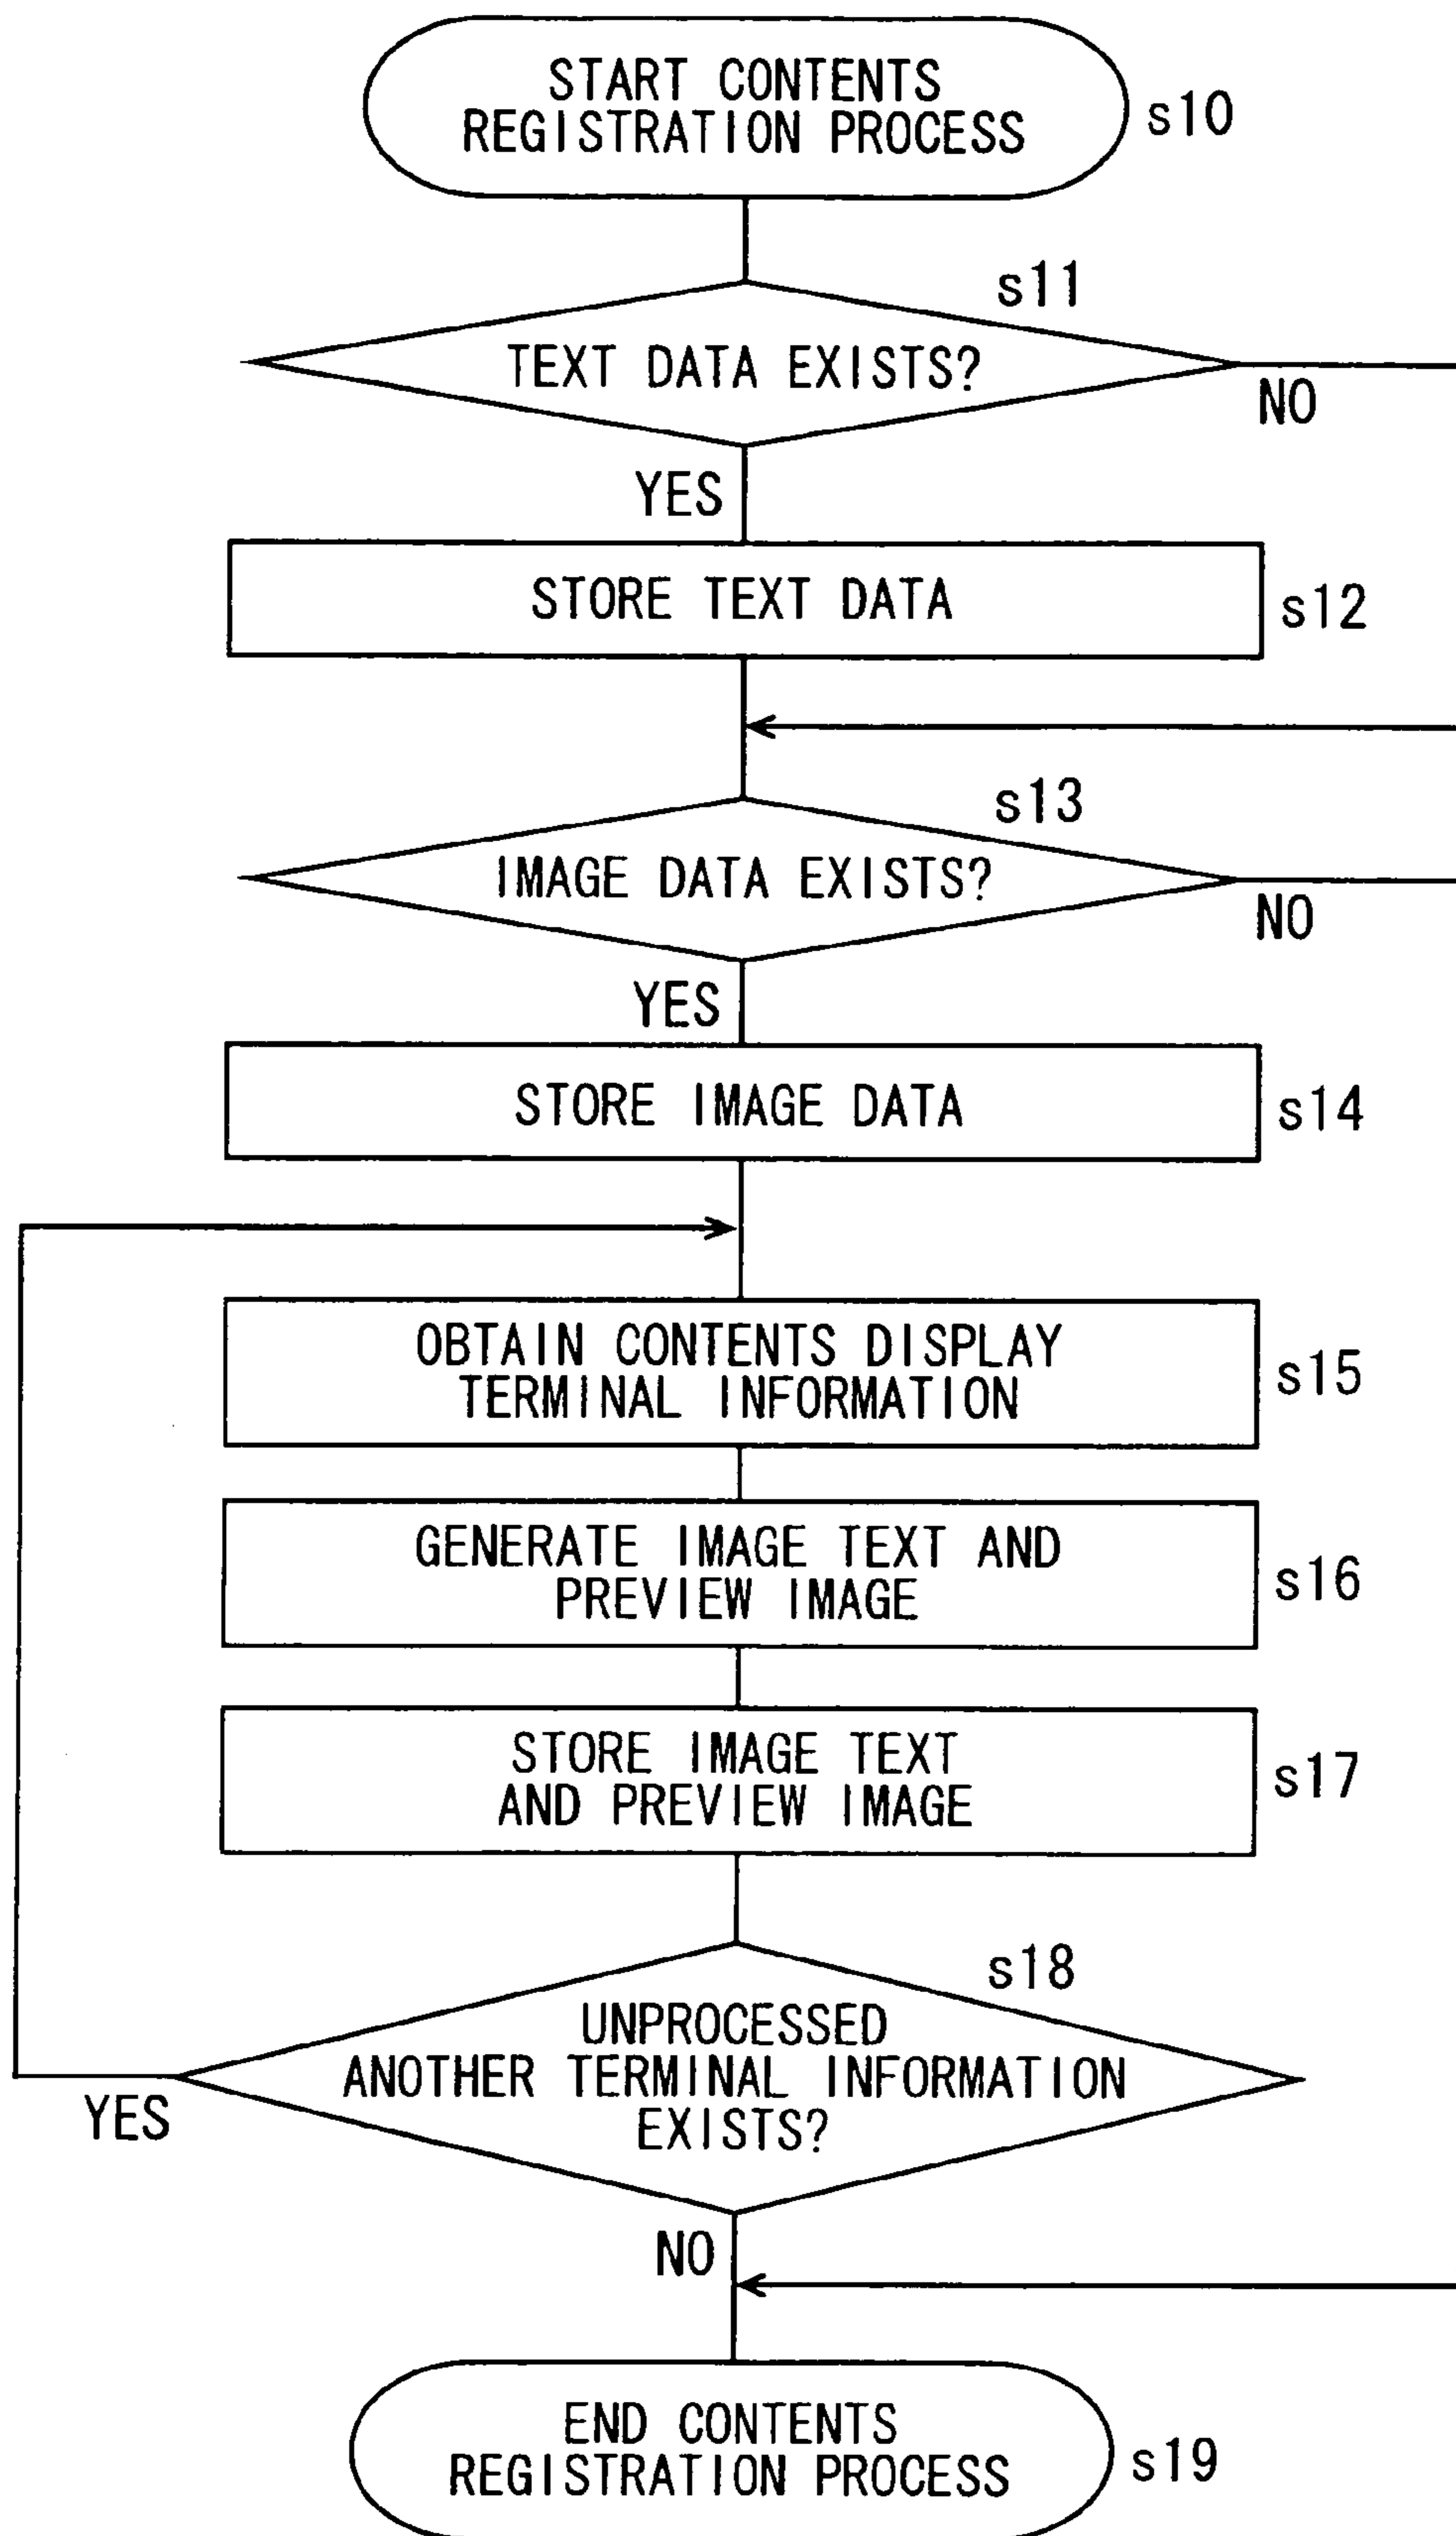 START CONTENTS
REGISTRATION PROCESS
s10
s11
TEXT DATA EXISTS?
NO
YES
STORE TEXT DATA
s12
s13
IMAGE DATA EXISTS?
NO
YES
STORE IMAGE DATA
s14
OBTAIN CONTENTS DISPLAY
TERMINAL INFORMATION
s15
GENERATE IMAGE TEXT AND
PREVIEW IMAGE
s16
STORE IMAGE TEXT
AND PREVIEW IMAGE
s17
s18
UNPROCESSED
ANOTHER TERMINAL INFORMATION
EXISTS?
YES
NO
END CONTENTS
REGISTRATION PROCESS
s19